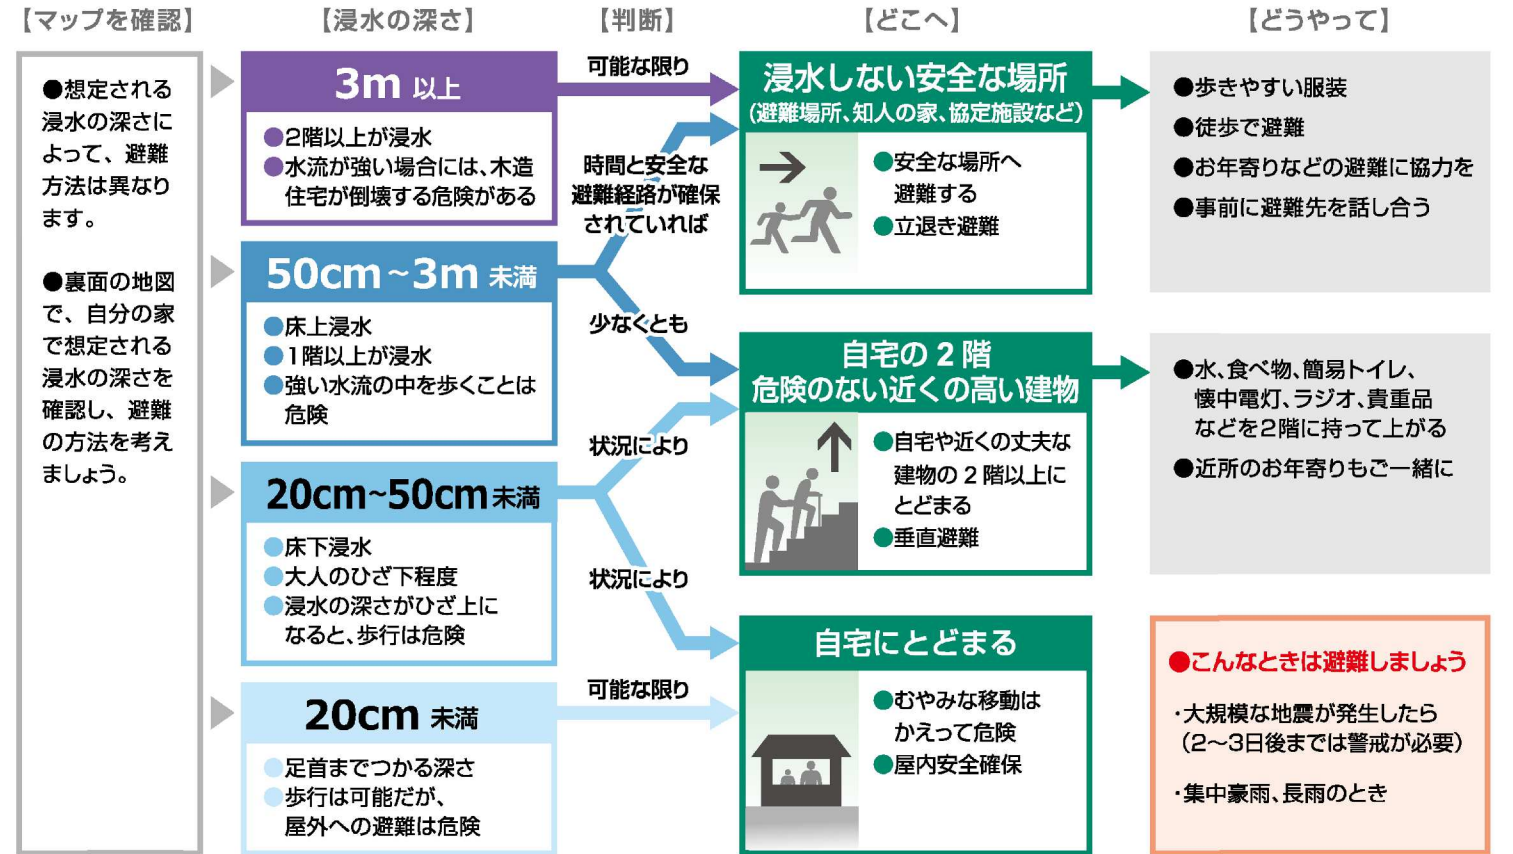 【マップを確認】
【浸水の深さ】
【判断】
【どこへ】
【どうやって】
●想定される
浸水の深さに
よって、避難
方法は異なり
ます。
●裏面の地図
で、自分の家
で想定される
浸水の深さを
確認し、避難
の方法を考え
ましょう。
3m 以上
●2階以上が浸水
●水流が強い場合には、木造
住宅が倒壊する危険がある
50cm~3m 未満
●床上浸水
●1階以上が浸水
●強い水流の中を歩くことは
危険
20cm~50cm 未満
●床下浸水
●大人のひざ下程度
●浸水の深さがひざ上に
なると、歩行は危険
20cm 未満
●足首までつかる深さ
●歩行は可能だが、
屋外への避難は危険
可能な限り
時間と安全な
避難経路が確保
されていれば
少なくとも
状況により
状況により
可能な限り
浸水しない安全な場所
(避難場所、知人の家、協定施設など)
●安全な場所へ
避難する
●立退き避難
自宅の2階
危険のない近くの高い建物
●自宅や近くの丈夫な
建物の2階以上に
とどまる
●垂直避難
自宅にとどまる
●むやみな移動は
かえって危険
●屋内安全確保
●歩きやすい服装
●徒歩で避難
●お年寄りなどの避難に協力を
●事前に避難先を話し合う
●水、食べ物、簡易トイレ、
懐中電灯、ラジオ、貴重品
などを2階に持って上がる
●近所のお年寄りもご一緒に
●こんなときは避難しましょう
・大規模な地震が発生したら
(2〜3日後までは警戒が必要)
・集中豪雨、長雨のとき